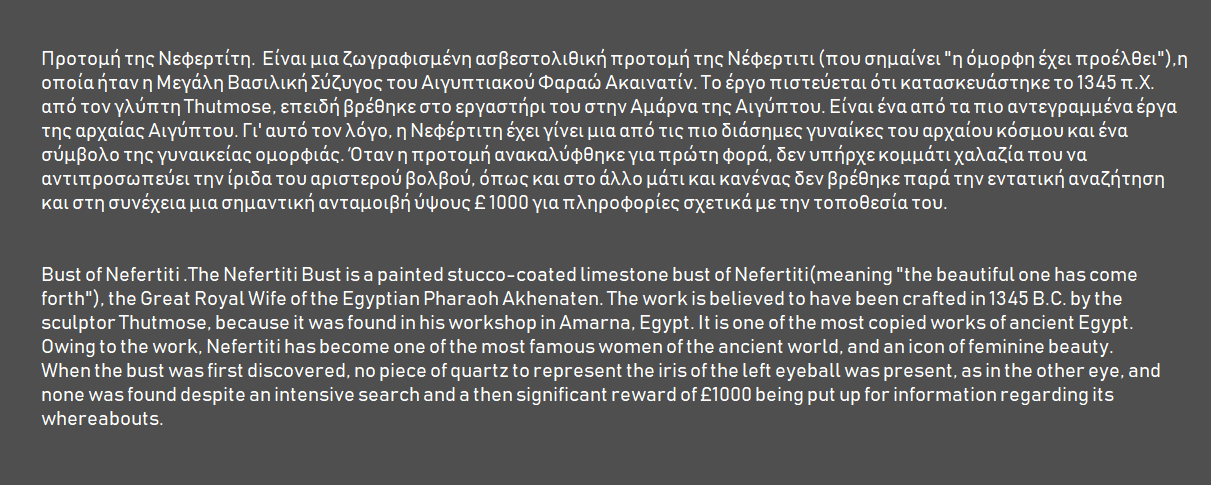 Προτομή της Νεφερτίτη.  Είναι μια ζωγραφισμένη ασβεστολιθική προτομή της Νέφερτιτι (που σημαίνει "η όμορφη έχει προέλθει"),η
οποία ήταν η Μεγάλη Βασιλική Σύζυγος του Αιγυπτιακού Φαραώ Ακαινατίν. Το έργο πιστεύεται ότι κατασκευάστηκε το 1345 π.Χ.
από τον γλύπτη Thutmose, επειδή βρέθηκε στο εργαστήρι του στην Αμάρνα της Αιγύπτου. Είναι ένα από τα πιο αντεγραμμένα έργα
της αρχαίας Αιγύπτου. Γι' αυτό τον λόγο, η Νεφέρτιτη έχει γίνει μια από τις πιο διάσημες γυναίκες του αρχαίου κόσμου και ένα
σύμβολο της γυναικείας ομορφιάς. Όταν η προτομή ανακαλύφθηκε για πρώτη φορά, δεν υπήρχε κομμάτι χαλαζία που να
αντιπροσωπεύει την ίριδα του αριστερού βολβού, όπως και στο άλλο μάτι και κανένας δεν βρέθηκε παρά την εντατική αναζήτηση
και στη συνέχεια μια σημαντική ανταμοιβή ύψους £ 1000 για πληροφορίες σχετικά με την τοποθεσία του.
Bust of Nefertiti .The Nefertiti Bust is a painted stucco-coated limestone bust of Nefertiti(meaning "the beautiful one has come
forth"), the Great Royal Wife of the Egyptian Pharaoh Akhenaten. The work is believed to have been crafted in 1345 B.C. by the
sculptor Thutmose, because it was found in his workshop in Amarna, Egypt. It is one of the most copied works of ancient Egypt.
Owing to the work, Nefertiti has become one of the most famous women of the ancient world, and an icon of feminine beauty.
When the bust was first discovered, no piece of quartz to represent the iris of the left eyeball was present, as in the other eye, and
none was found despite an intensive search and a then significant reward of £1000 being put up for information regarding its
whereabouts.